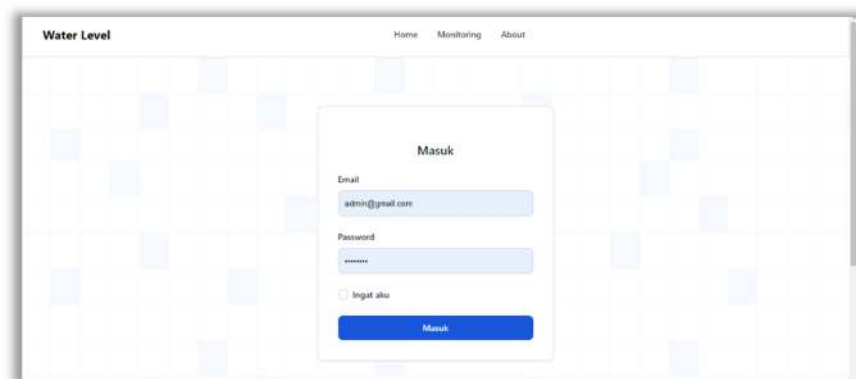 Water Level
Home Monitoring About
Masuk
Email
admin@gmail.com
Password
••••••••
Ingat aku
Masuk